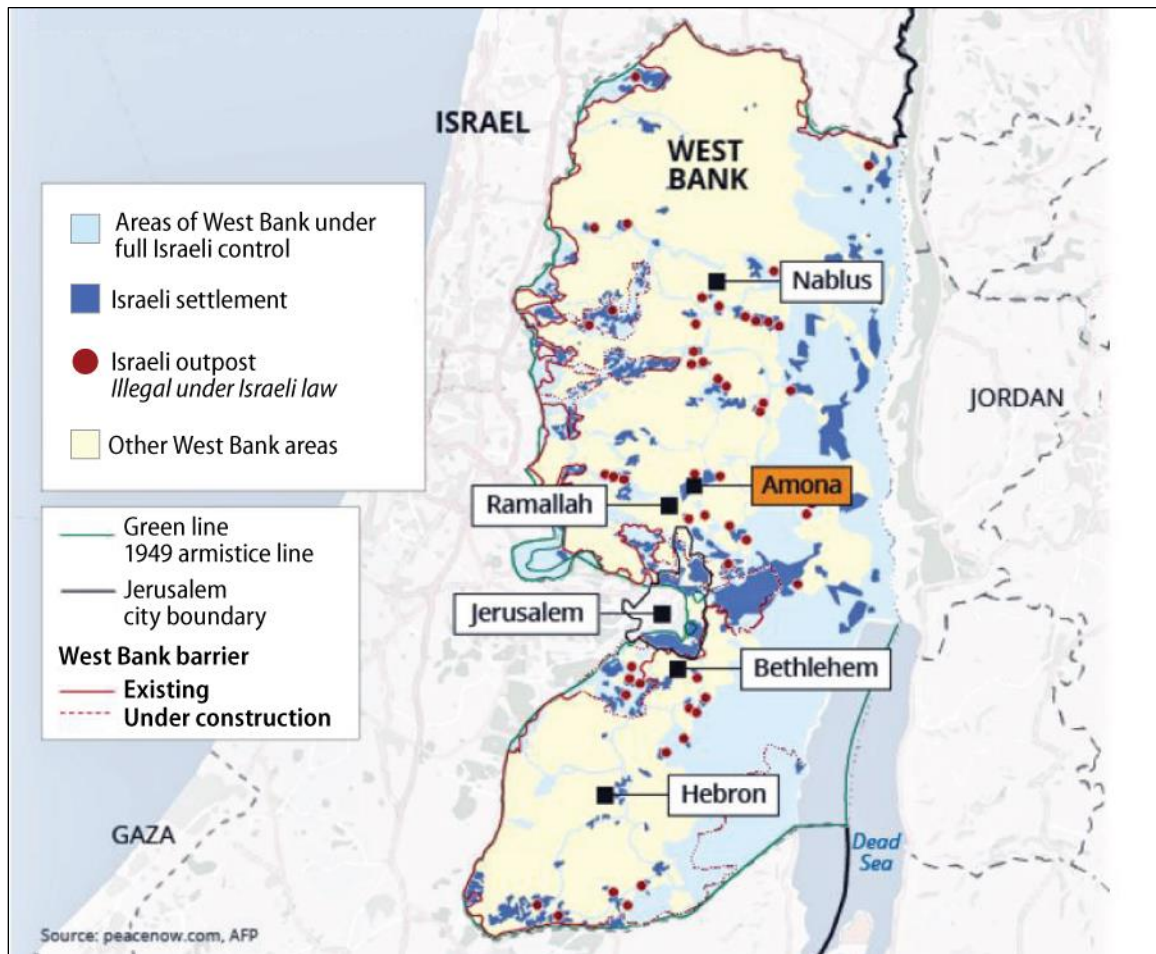 ISRAEL
WEST
BANK
Areas of West Bank under
full Israeli control
Israeli settlement
Israeli outpost
Illegal under Israeli law
Other West Bank areas
Nablus
JORDAN
Amona
Ramallah
Green line
1949 armistice line
Jerusalem
city boundary
West Bank barrier
Existing
Under construction
Jerusalem
Bethlehem
Hebron
GAZA
Dead
Sea
Source: peacenow.com, AFP